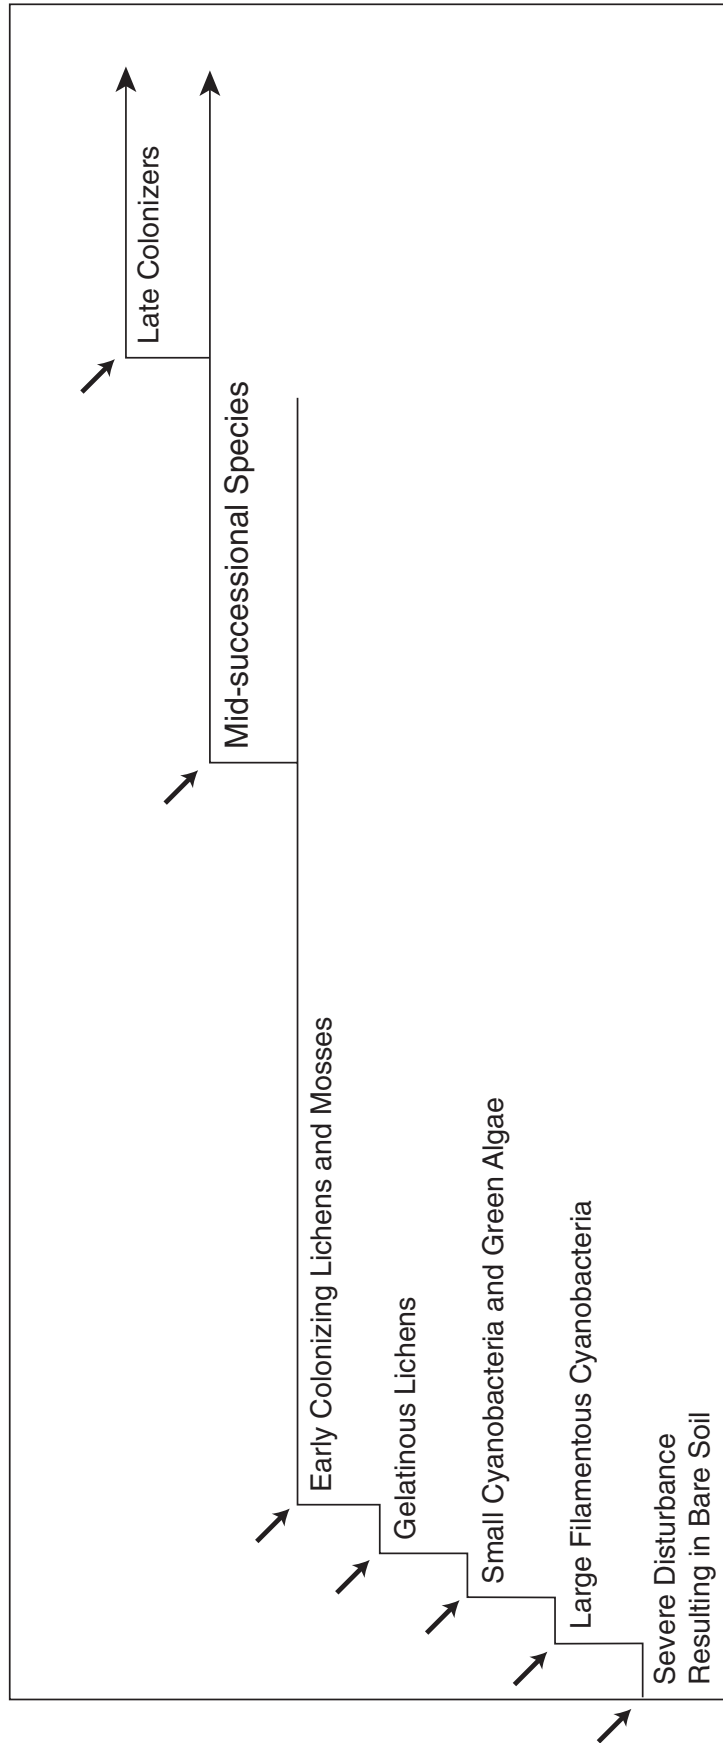 Late Colonizers
Mid-successional Species
Early Colonizing Lichens and Mosses
Gelatinous Lichens
Small Cyanobacteria and Green Algae
Large Filamentous Cyanobacteria
Severe Disturbance
Resulting in Bare Soil